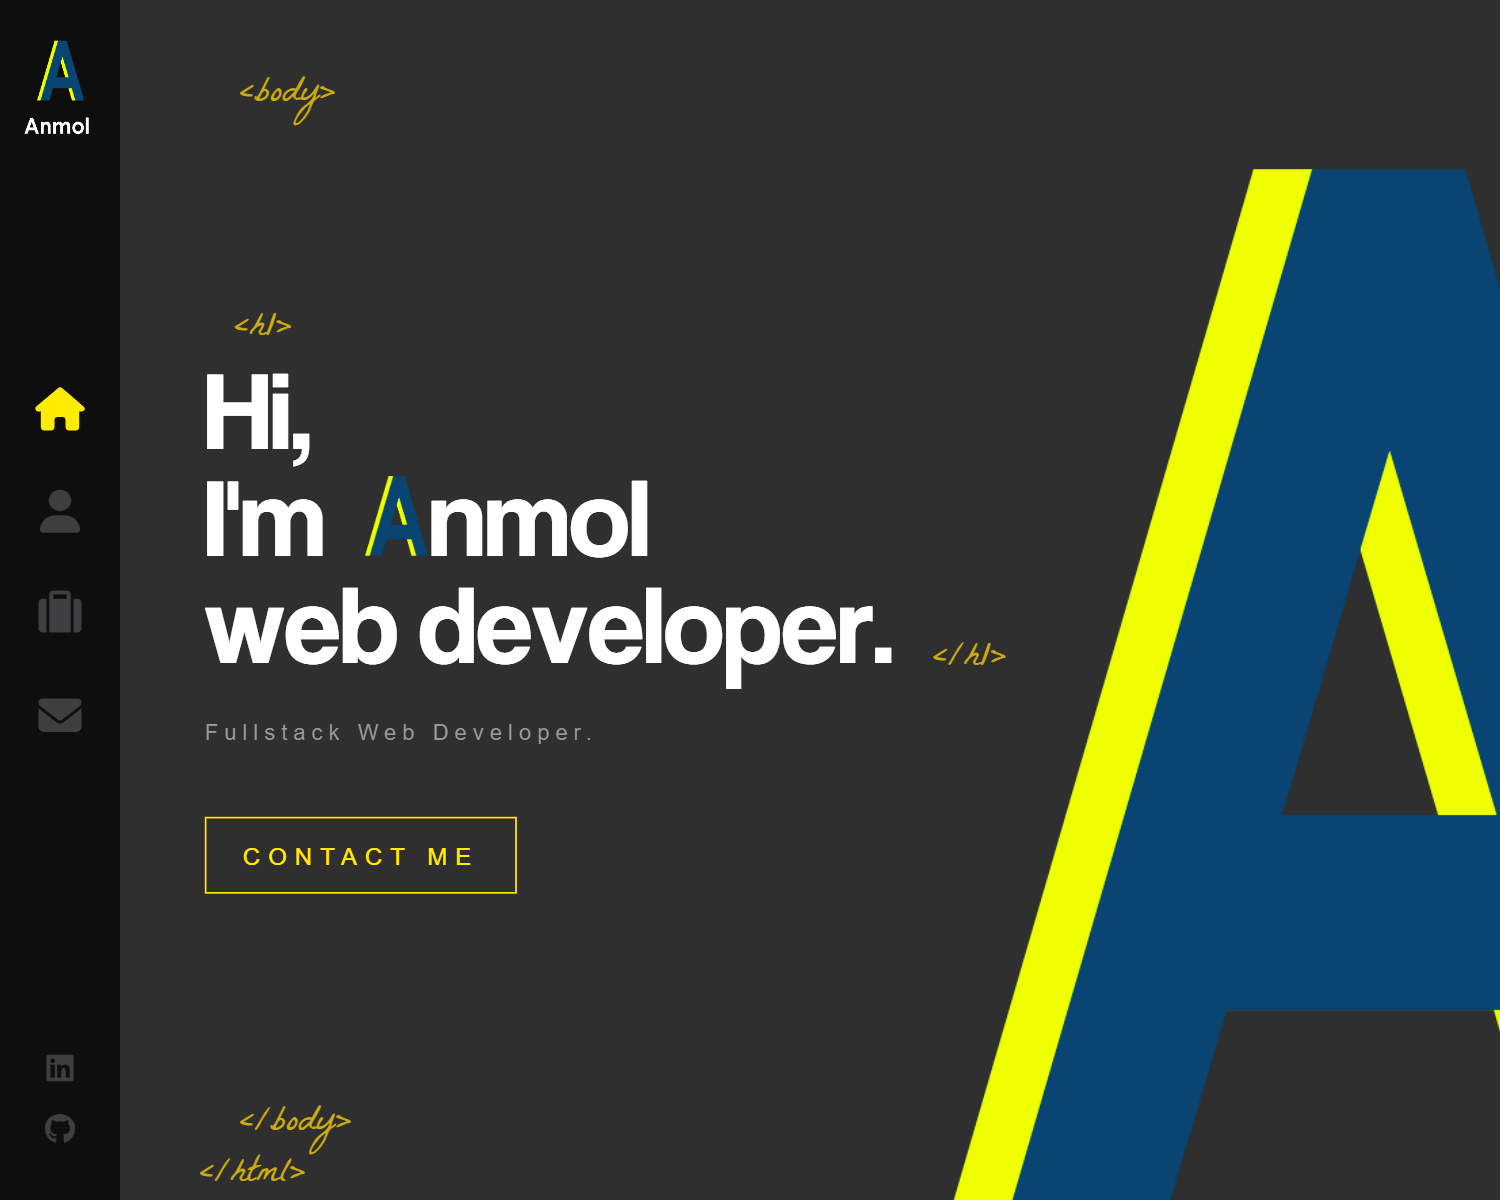 Anmol
<body>
<h1>
Hi,
I'm Anmol
web developer.
</h1>
Fullstack Web Developer.
CONTACT ME
in
</body>
</html>